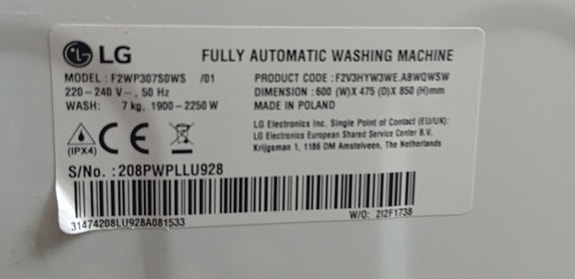 LG FULLY AUTOMATIC WASHING MACHINE
MODEL : F2WP307S0WS /01 PRODUCT CODE : F2V3HYW3WE.ABWQWSW
220 - 240 V~, 50 Hz DIMENSION : 600 (W)X 475 (D)X 850 (H)mm
WASH: 7 kg, 1900 - 2250 W MADE IN POLAND
LG Electronics Inc. Single Point of Contact (EU/UK):
LG Electronics European Shared Service Center B.V.
Krijgsman 1, 1186 DM Amstelveen, The Netherlands
(IPX4) CE
S/No. : 208PWPLLU928
31474208LU928A081533
W/O: 2I2F1738